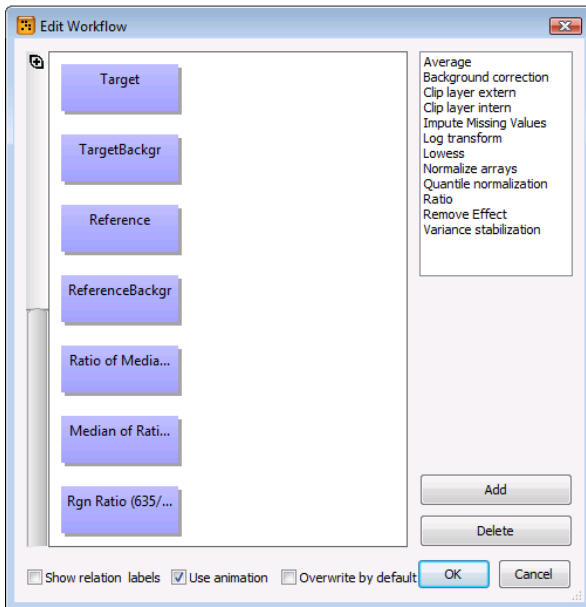 Edit Workflow
Target
TargetBackgr
Reference
ReferenceBackgr
Ratio of Media...
Median of Rati...
Rgn Ratio (635/...
Average
Background correction
Clip layer extern
Clip layer intern
Impute Missing Values
Log transform
Lowess
Normalize arrays
Quantile normalization
Ratio
Remove Effect
Variance stabilization
Add
Delete
Show relation labels Use animation Overwrite by default OK Cancel